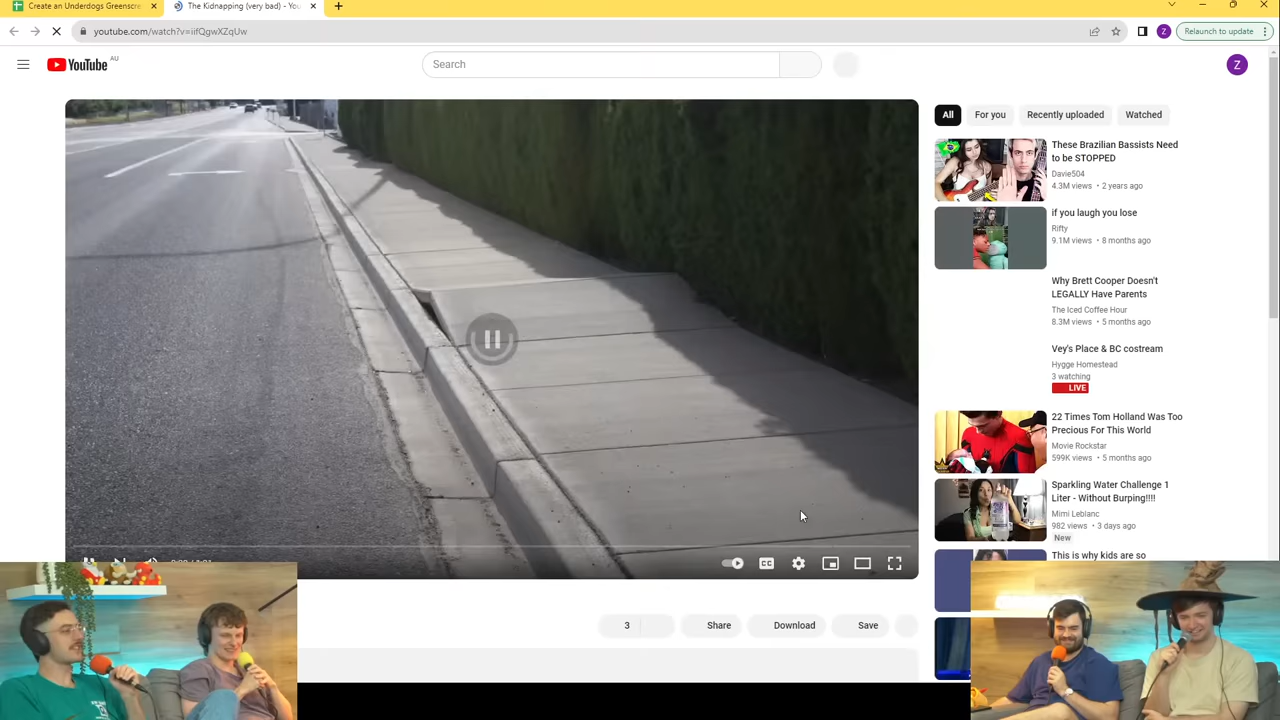 Create an Underdogs Greenscre
The Kidnapping (very bad) - You
youtube.com/watch?v=iifQgwXZqUw
Relaunch to update
YouTube AU
Search
Z
Z
All
For you
Recently uploaded
Watched
These Brazilian Bassists Need
to be STOPPED
Davie504
4.3M views • 2 years ago
if you laugh you lose
Rifty
9.1M views • 8 months ago
Why Brett Cooper Doesn't
LEGALLY Have Parents
The Iced Coffee Hour
8.3M views • 5 months ago
Vey's Place & BC costream
Hygge Homestead
3 watching
LIVE
22 Times Tom Holland Was Too
Precious For This World
Movie Rockstar
599K views • 5 months ago
Sparkling Water Challenge 1
Liter - Without Burping!!!!
Mimi Leblanc
982 views • 3 days ago
New
This is why kids are so
CC
3
Share
Download
Save